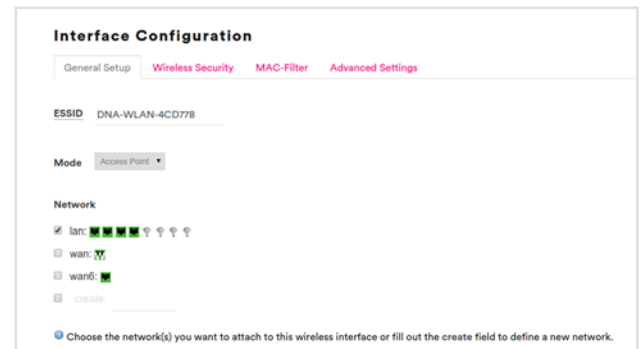 Interface Configuration
General Setup Wireless Security MAC-Filter Advanced Settings
ESSID DNA-WLAN-4CD778
Mode Access Point
Network
lan:
wan:
wan6:
create:
Choose the network(s) you want to attach to this wireless interface or fill out the create field to define a new network.